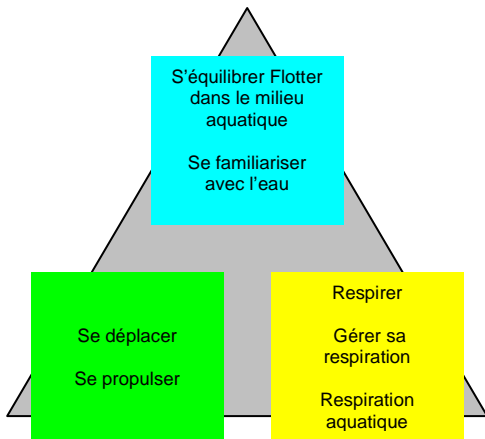 S'équilibrer Flotter
dans le milieu
aquatique
Se familiariser
avec l'eau
Se déplacer
Se propulser
Respirer
Gérer sa
respiration
Respiration
aquatique